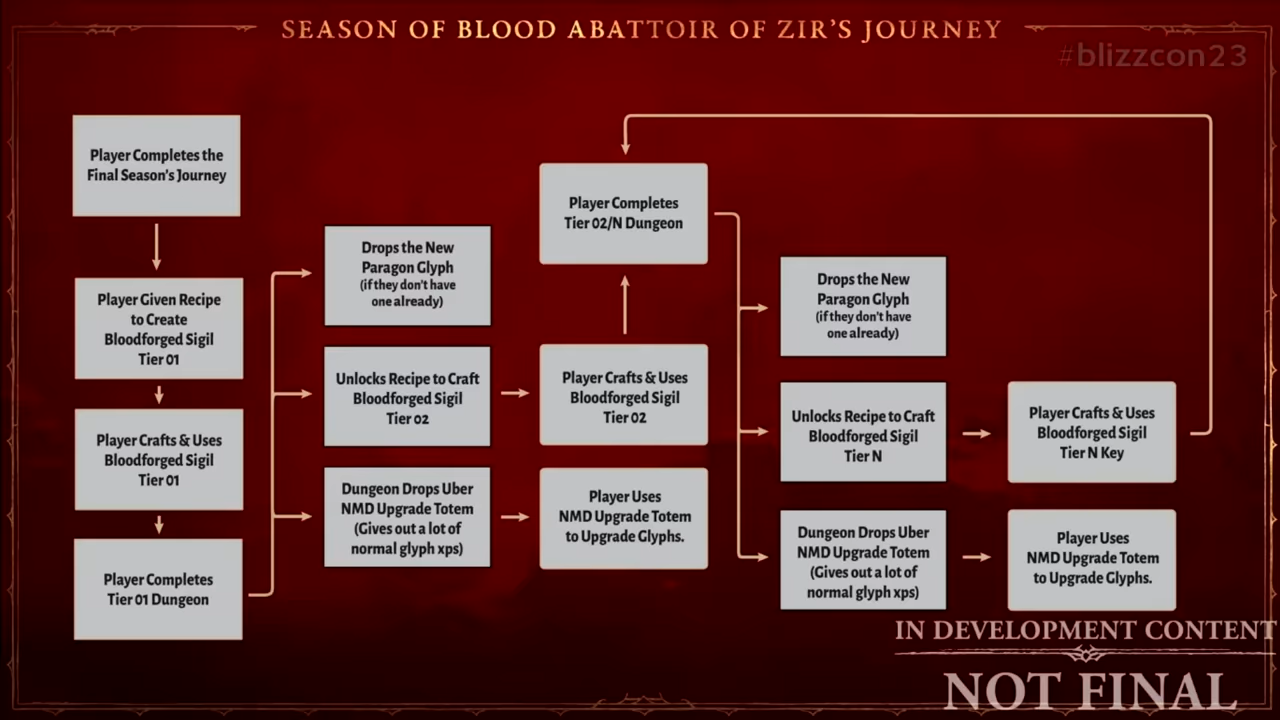 SEASON OF BLOOD ABATTOIR OF ZIR'S JOURNEY
#blizzcon23
Player Completes the
Final Season's Journey
Player Given Recipe
to Create
Bloodforged Sigil
Tier 01
Player Crafts & Uses
Bloodforged Sigil
Tier 01
Player Completes
Tier 01 Dungeon
Drops the New
Paragon Glyph
(if they don't have
one already)
Unlocks Recipe to Craft
Bloodforged Sigil
Tier 02
Dungeon Drops Uber
NMD Upgrade Totem
(Gives out a lot of
normal glyph xps)
Player Completes
Tier 02/N Dungeon
Player Crafts & Uses
Bloodforged Sigil
Tier 02
Player Uses
NMD Upgrade Totem
to Upgrade Glyphs.
Drops the New
Paragon Glyph
(if they don't have
one already)
Unlocks Recipe to Craft
Bloodforged Sigil
Tier N
Dungeon Drops Uber
NMD Upgrade Totem
(Gives out a lot of
normal glyph xps)
Player Crafts & Uses
Bloodforged Sigil
Tier N Key
Player Uses
NMD Upgrade Totem
to Upgrade Glyphs.
IN DEVELOPMENT CONTENT
NOT FINAL